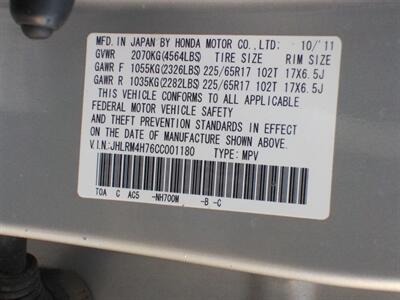 MFD. IN JAPAN BY HONDA MOTOR CO., LTD: 10/'11
GVWR 2070KG(4564LBS) TIRE SIZE RIM SIZE
GAWR F 1055KG(2326LBS) 225/65R17 102T 17X6.5J
GAWR R 1035KG(2282LBS) 225/65R17 102T 17X6.5J
THIS VEHICLE CONFORMS TO ALL APPLICABLE
FEDERAL MOTOR VEHICLE SAFETY
AND THEFT PREVENTION STANDARDS IN EFFECT
ON THE DATE OF MANUFACTURE SHOWN ABOVE.
V.I.N:JHLRM4H76CC001180 TYPE: MPV
T0A C AC5 -NH700M -B -C